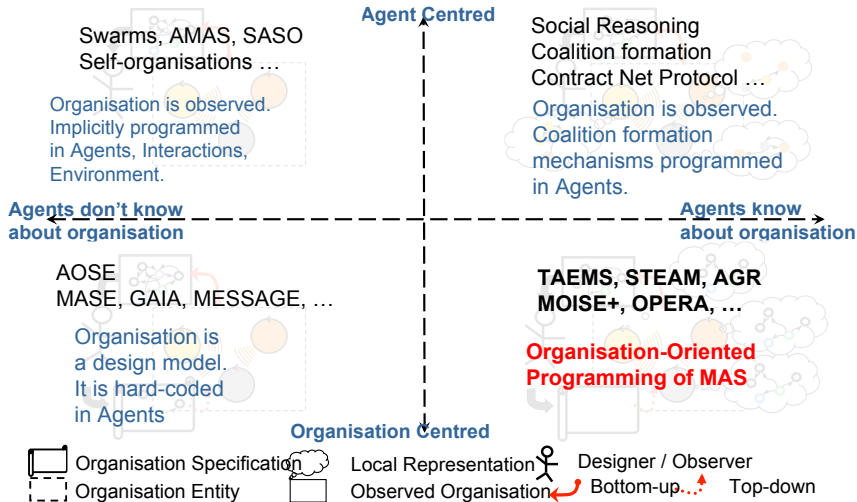 Agent Centred
Swarms, AMAS, SASO
Self-organisations …
Organisation is observed.
Implicitly programmed
in Agents, Interactions,
Environment.
Social Reasoning
Coalition formation
Contract Net Protocol …
Organisation is observed.
Coalition formation
mechanisms programmed
in Agents.
Agents don't know
about organisation
Agents know
about organisation
AOSE
MASE, GAIA, MESSAGE, …
Organisation is
a design model.
It is hard-coded
in Agents
TAEMS, STEAM, AGR
MOISE+, OPERA, …
Organisation-Oriented
Programming of MAS
Organisation Centred
Organisation Specification
Local Representation
Designer / Observer
Organisation Entity
Observed Organisation
Bottom-up
Top-down